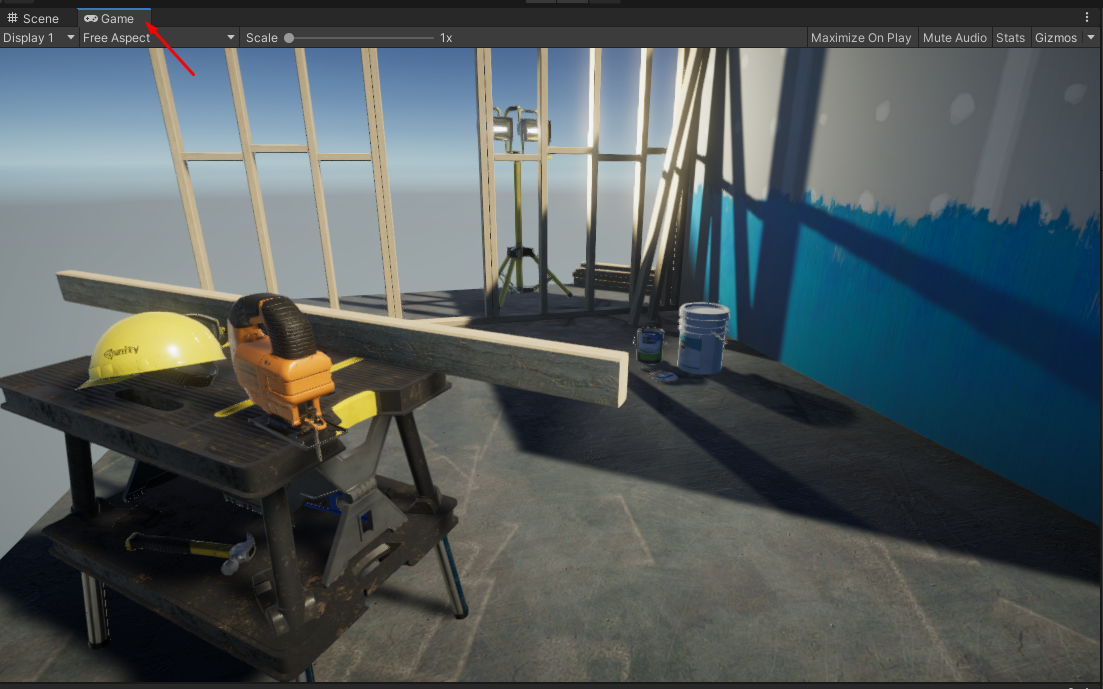 Scene Game
Display 1 Free Aspect Scale 1x Maximize On Play Mute Audio Stats Gizmos
unity